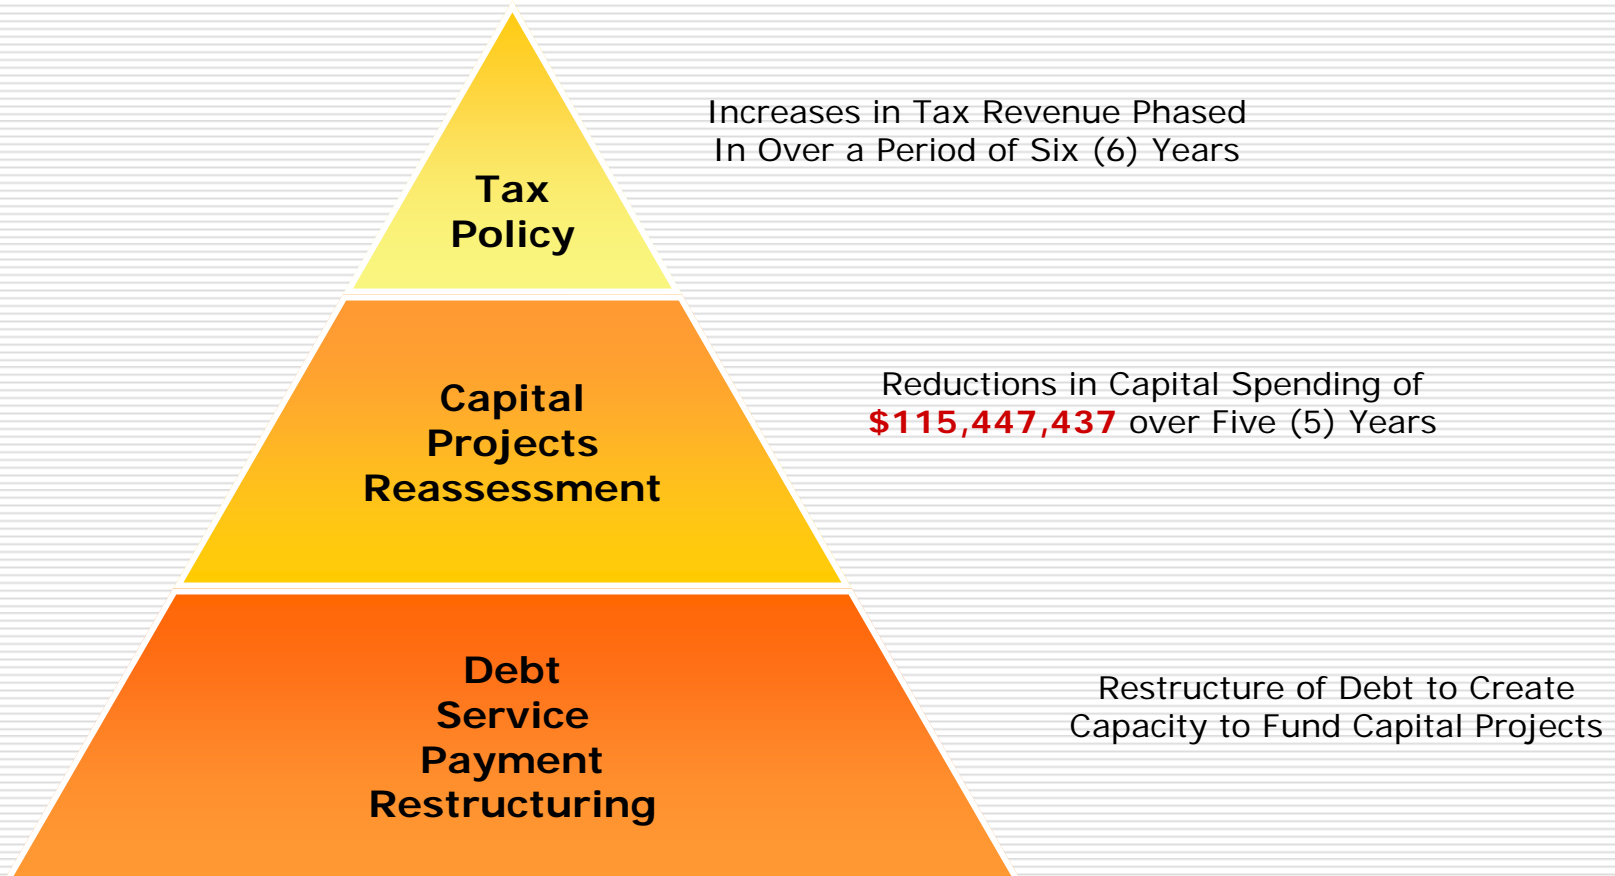 Tax
Policy
Increases in Tax Revenue Phased
In Over a Period of Six (6) Years
Capital
Projects
Reassessment
Reductions in Capital Spending of
$115,447,437 over Five (5) Years
Debt
Service
Payment
Restructuring
Restructure of Debt to Create
Capacity to Fund Capital Projects